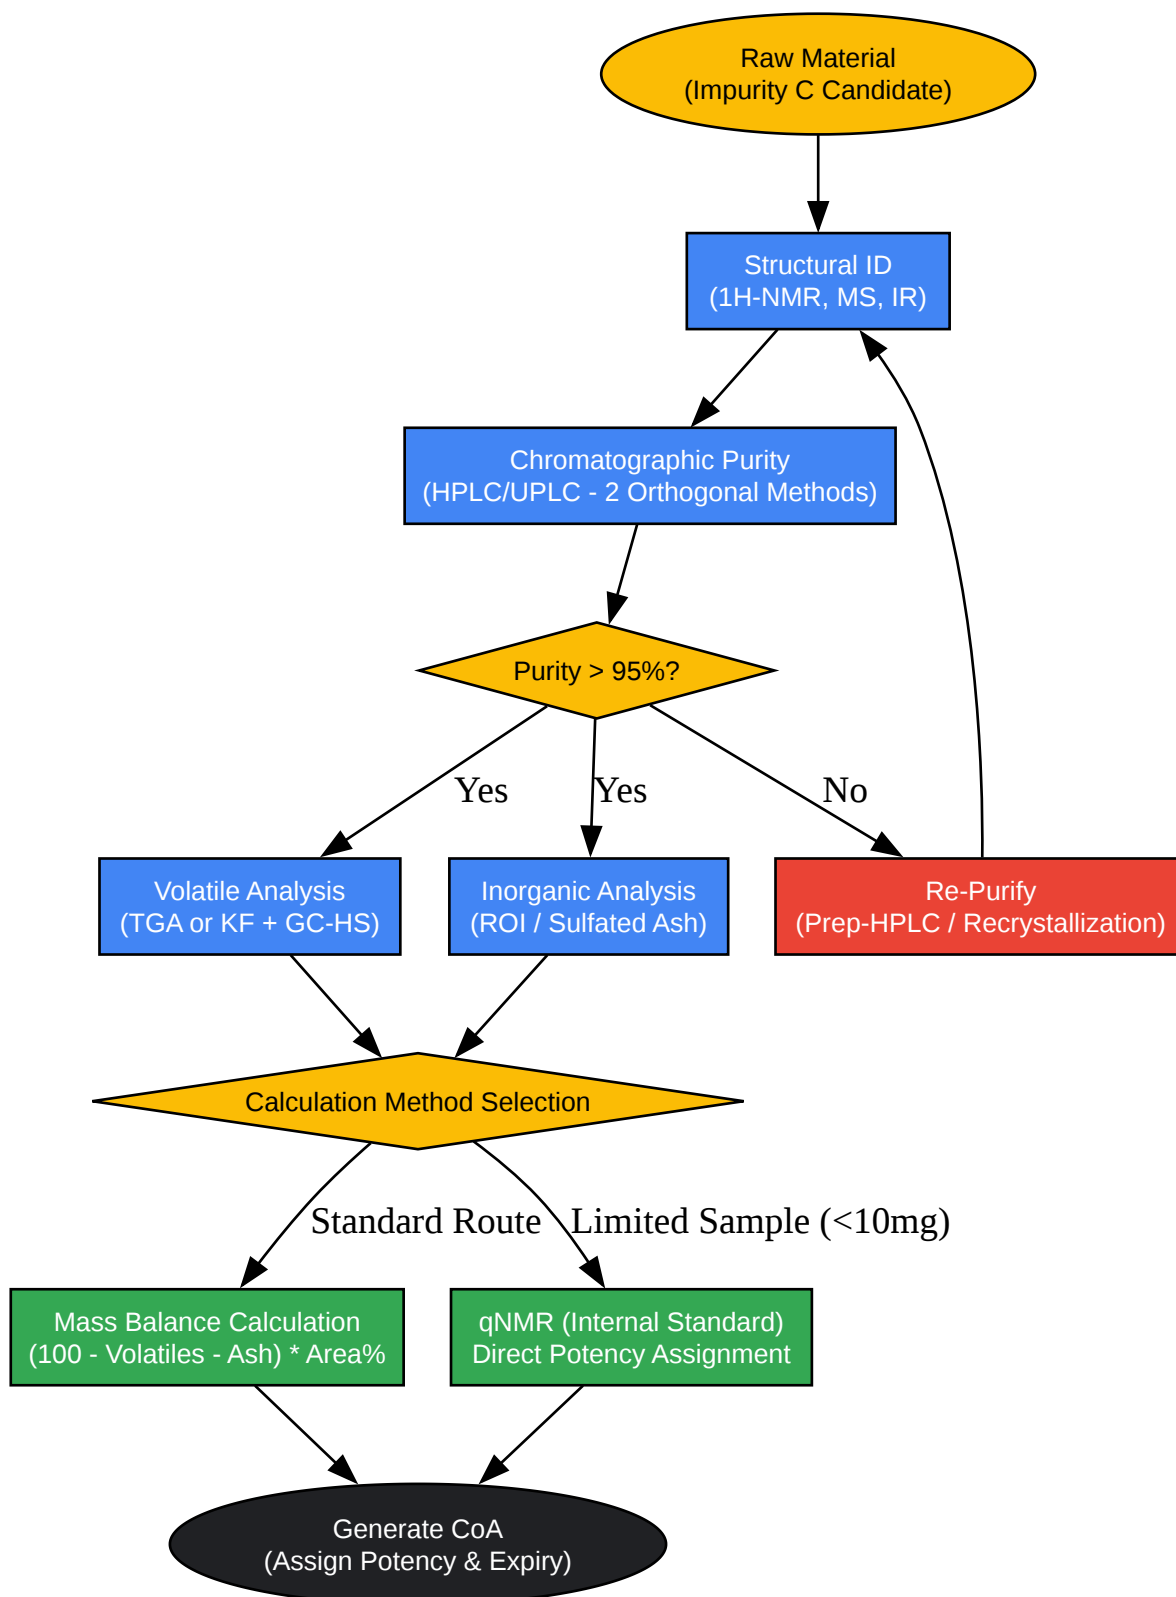 Raw Material
(Impurity C Candidate)
Structural ID
(1H-NMR, MS, IR)
Chromatographic Purity
(HPLC/UPLC - 2 Orthogonal Methods)
Purity > 95%?
Yes
Yes
No
Volatile Analysis
(TGA or KF + GC-HS)
Inorganic Analysis
(ROI / Sulfated Ash)
Re-Purify
(Prep-HPLC / Recrystallization)
Calculation Method Selection
Standard Route
Limited Sample (<10mg)
Mass Balance Calculation
(100 - Volatiles - Ash) * Area%
qNMR (Internal Standard)
Direct Potency Assignment
Generate CoA
(Assign Potency & Expiry)